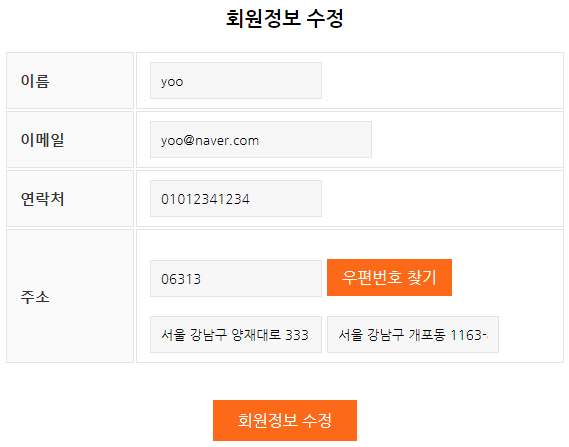 회원정보 수정
이름 yoo
이메일 yoo@naver.com
연락처 01012341234
주소
06313 우편번호 찾기
서울 강남구 양재대로 333 서울 강남구 개포동 1163-
회원정보 수정